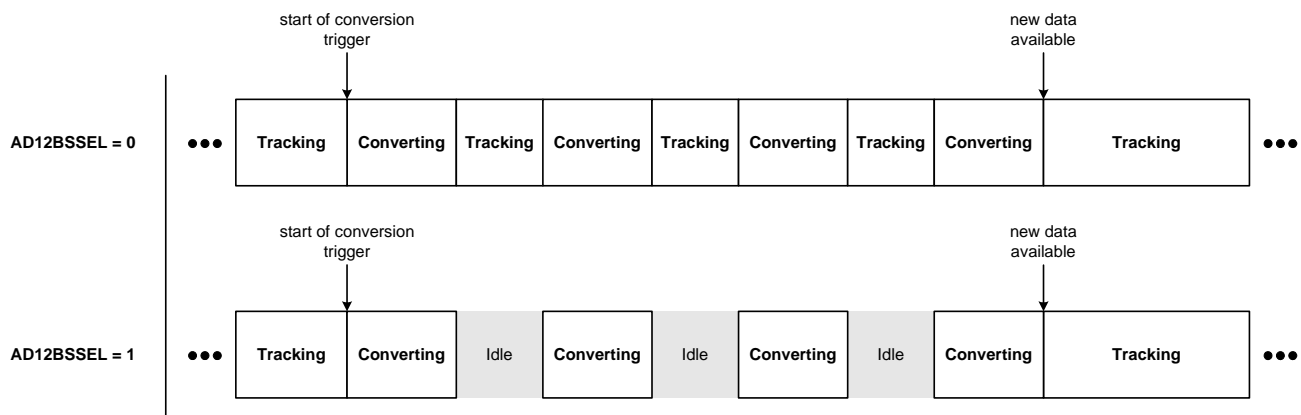 start of conversion
trigger
new data
available
AD12BSSEL = 0
●●● Tracking Converting Tracking Converting Tracking Converting Tracking Converting Tracking ●●●
start of conversion
trigger
new data
available
AD12BSSEL = 1
●●● Tracking Converting Idle Converting Idle Converting Idle Converting Tracking ●●●